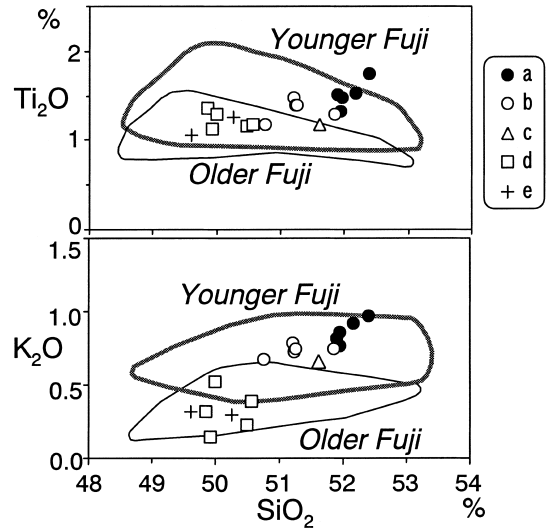 %
2
Younger Fuji
Ti₂O
1
Older Fuji
0
a
b
c
d
e
1.5
Younger Fuji
1.0
K₂O
0.5
Older Fuji
0.0
48 49 50 51 52 53 54
SiO₂ %